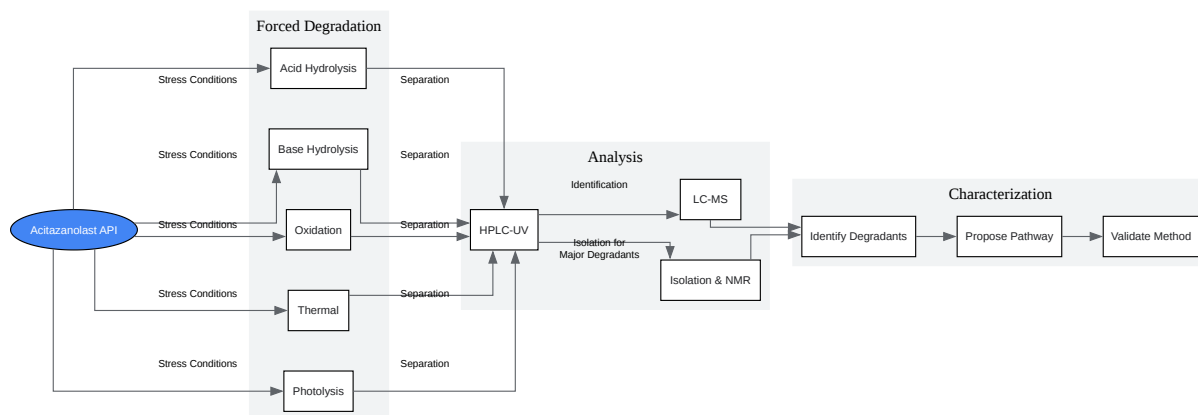 Forced Degradation
Acid Hydrolysis
Stress Conditions
Separation
Base Hydrolysis
Stress Conditions
Separation
Analysis
Identification
LC-MS
Characterization
Acitazanolast API
Stress Conditions
Oxidation
Separation
HPLC-UV
Isolation for
Major Degradants
Identify Degradants
Propose Pathway
Validate Method
Isolation & NMR
Stress Conditions
Thermal
Separation
Stress Conditions
Photolysis
Separation